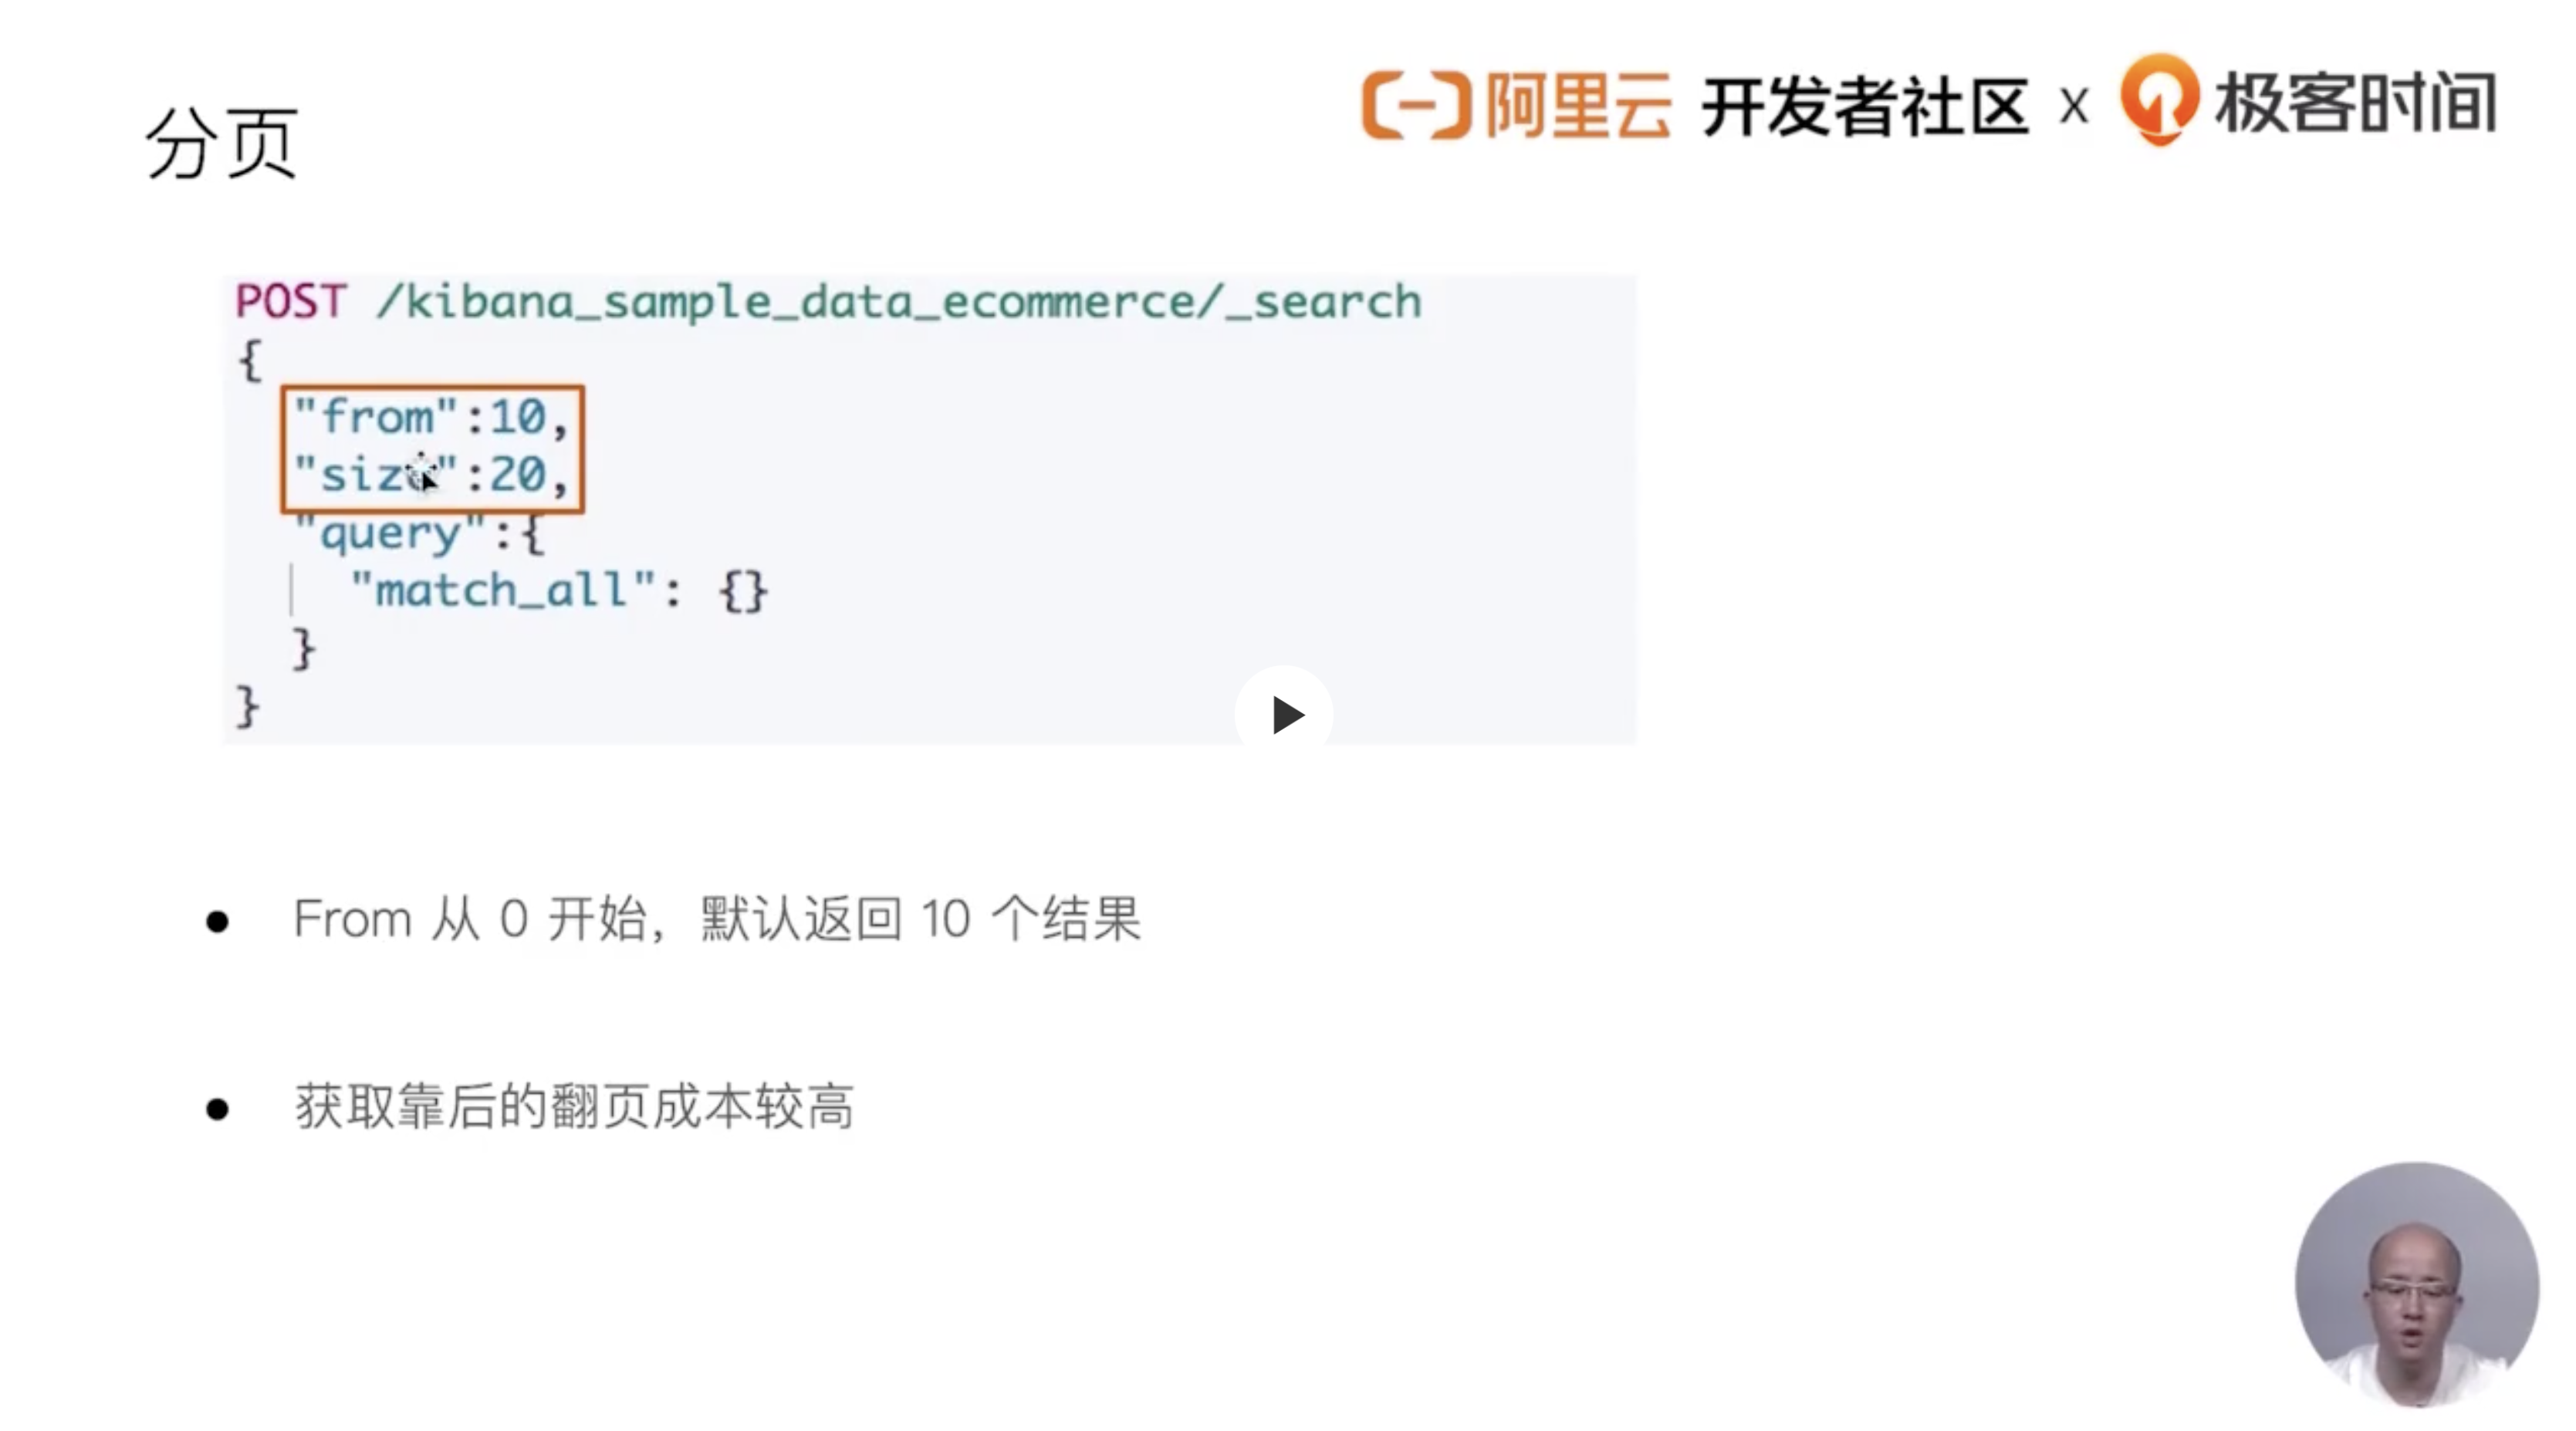 分页
阿里云 开发者社区 X 极客时间
POST /kibana_sample_data_ecommerce/_search
{
"from":10,
"size":20,
"query":{
"match_all": {}
}
}
From 从 0 开始，默认返回 10 个结果
获取靠后的翻页成本较高